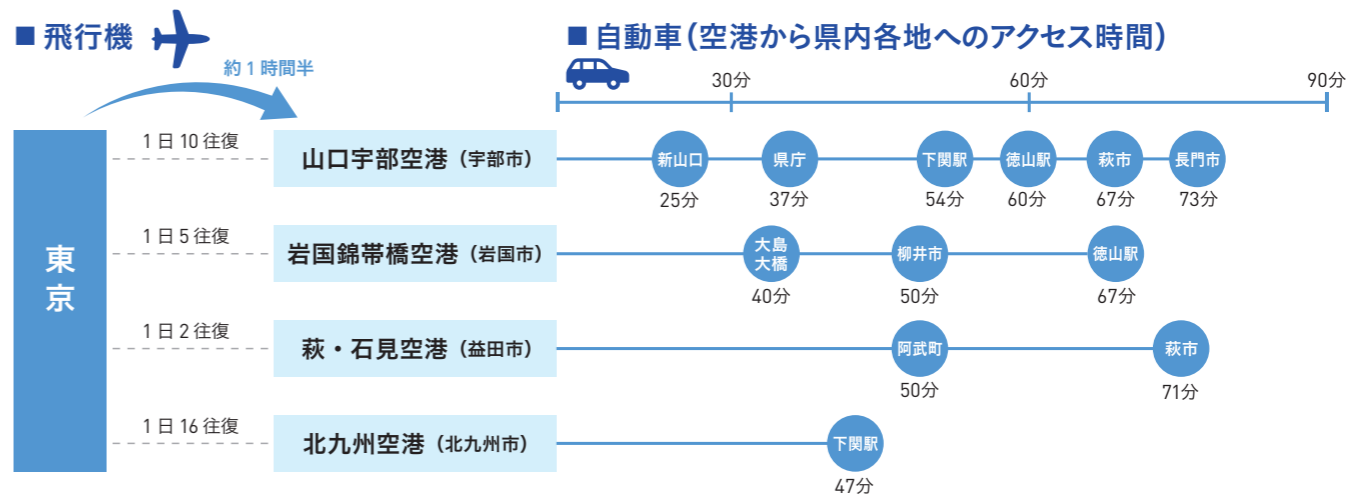 ■ 飛行機
約1時間半
■ 自動車（空港から県内各地へのアクセス時間）
30分 60分 90分
東京
1日10往復
山口宇部空港（宇部市）
新山口 県庁 下関駅 徳山駅 萩市 長門市
25分 37分 54分 60分 67分 73分
1日5往復
岩国錦帯橋空港（岩国市）
大島
大橋
柳井市 徳山駅
40分 50分 67分
1日2往復
萩・石見空港（益田市）
阿武町 萩市
50分 71分
1日16往復
北九州空港（北九州市）
下関駅
47分